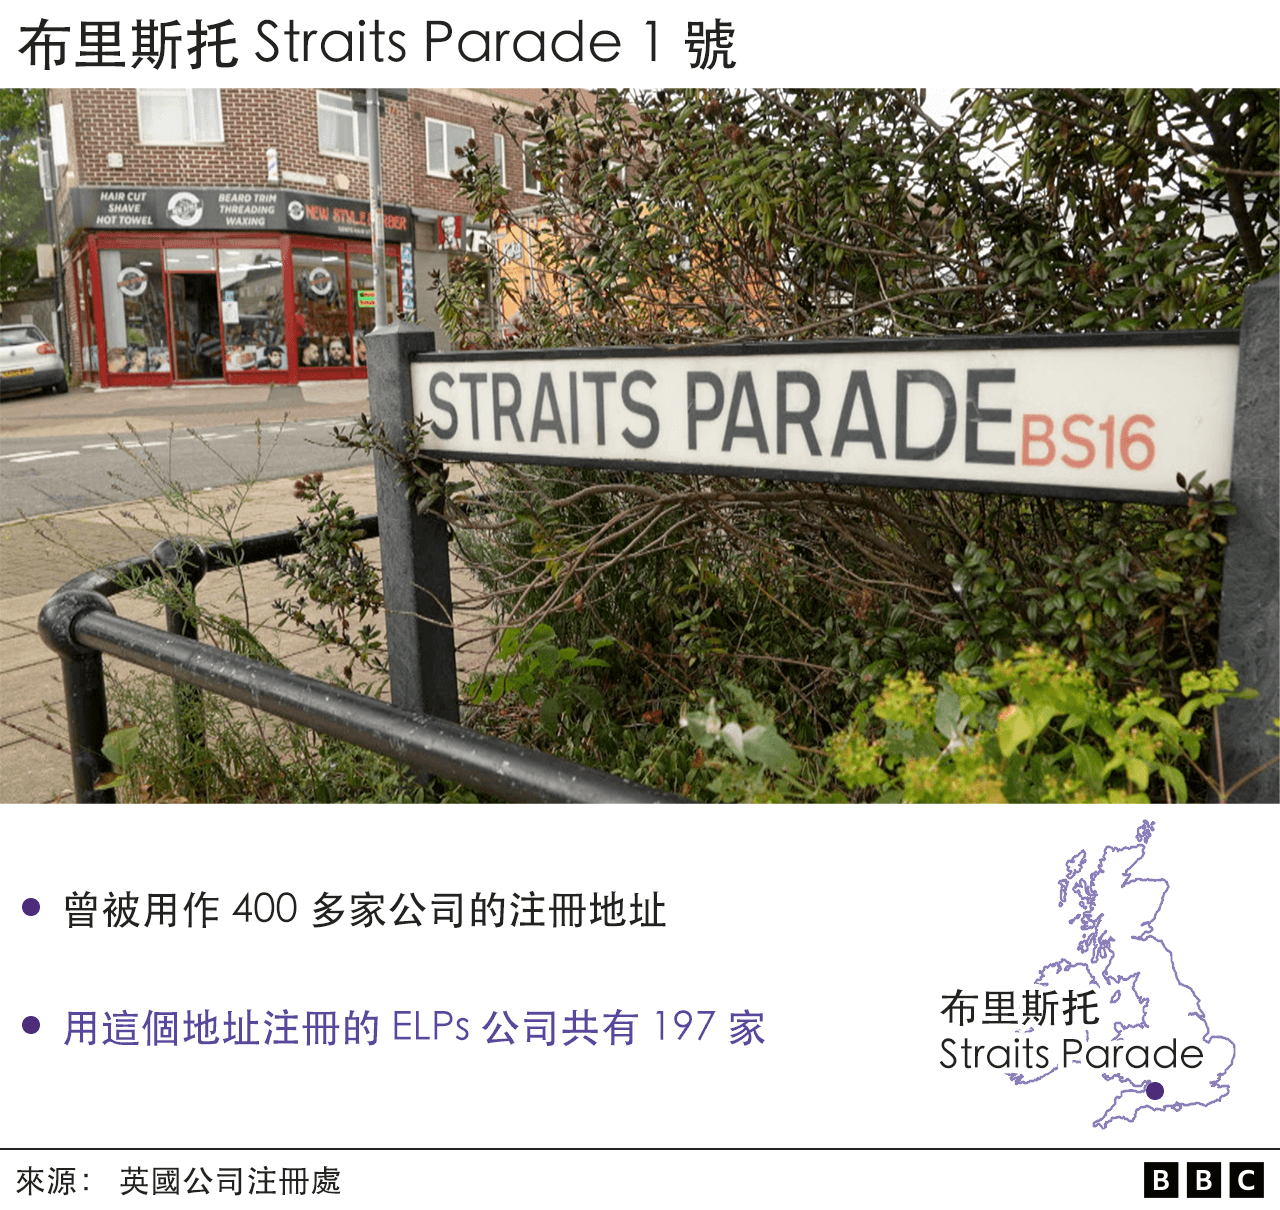 布里斯托 Straits Parade 1 號
HAIR CUT
SHAVE
HOT TOWEL
BEARD TRIM
THREADING
WAXING
NEW STYLE BARBER
KFC
STRAITS PARADE BS16
曾被用作 400 多家公司的注冊地址
用這個地址注冊的 ELPs 公司共有 197 家
布里斯托
Straits Parade
來源： 英國公司注冊處
BBC